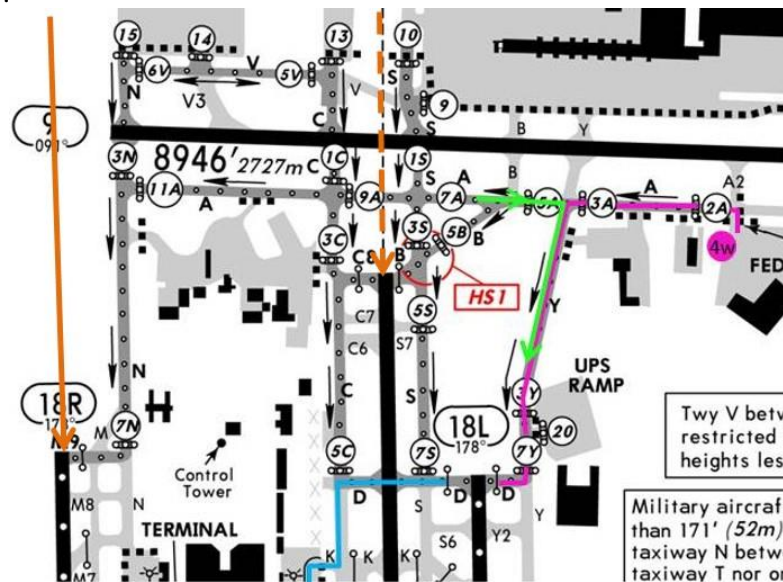 15
14
13
10
6V
V
5V
V3
V
S
9
N
C
S
B
Y
9
091°
3N
8946' 2727m
C
1C
1S
A
B
A
A2
11A
A
9A
S
7A
3A
2A
3C
3S
5B
B
4w
C8
B
HS1
FED
C7
5S
Y
C6
S7
N
C
S
UPS
RAMP
18R
18L
178°
3Y
20
M
7N
5C
7S
7Y
Control
Tower
D
D
M8
N
S
Y2
Y
TERMINAL
K
K
S6
M7
Twy V betw
restricted
heights les
Military aircraf
than 171' (52m)
taxiway N betw
taxiway T nor o